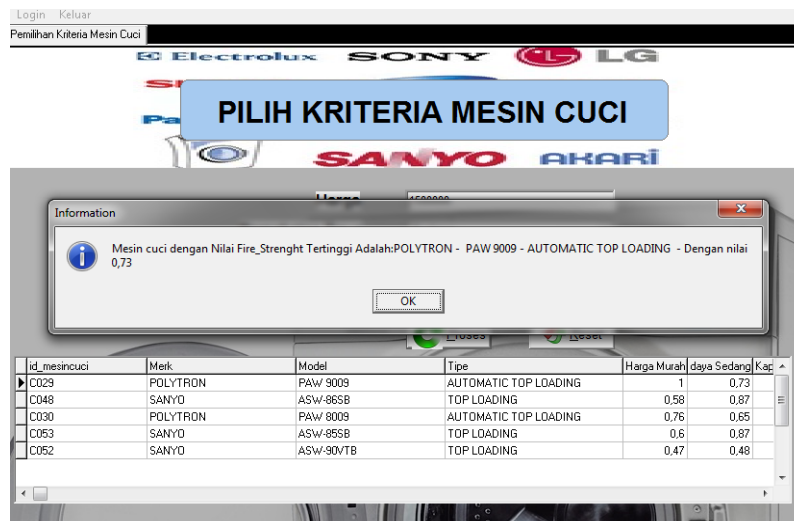 Login Keluar
Pemilihan Kriteria Mesin Cuci
Electrolux SONY LG
PILIH KRITERIA MESIN CUCI
SANYO AKARI
Harga
Information
Mesin cuci dengan Nilai Fire_Strenght Tertinggi Adalah:POLYTRON - PAW 9009 - AUTOMATIC TOP LOADING - Dengan nilai
0,73
OK
Proses Reset
id_mesincuci Merk Model Tipe Harga Murah daya Sedang Kap
C029 POLYTRON PAW 9009 AUTOMATIC TOP LOADING 1 0,73
C048 SANYO ASW-86SB TOP LOADING 0,58 0,87
C030 POLYTRON PAW 8009 AUTOMATIC TOP LOADING 0,76 0,65
C053 SANYO ASW-85SB TOP LOADING 0,6 0,87
C052 SANYO ASW-90VTB TOP LOADING 0,47 0,48